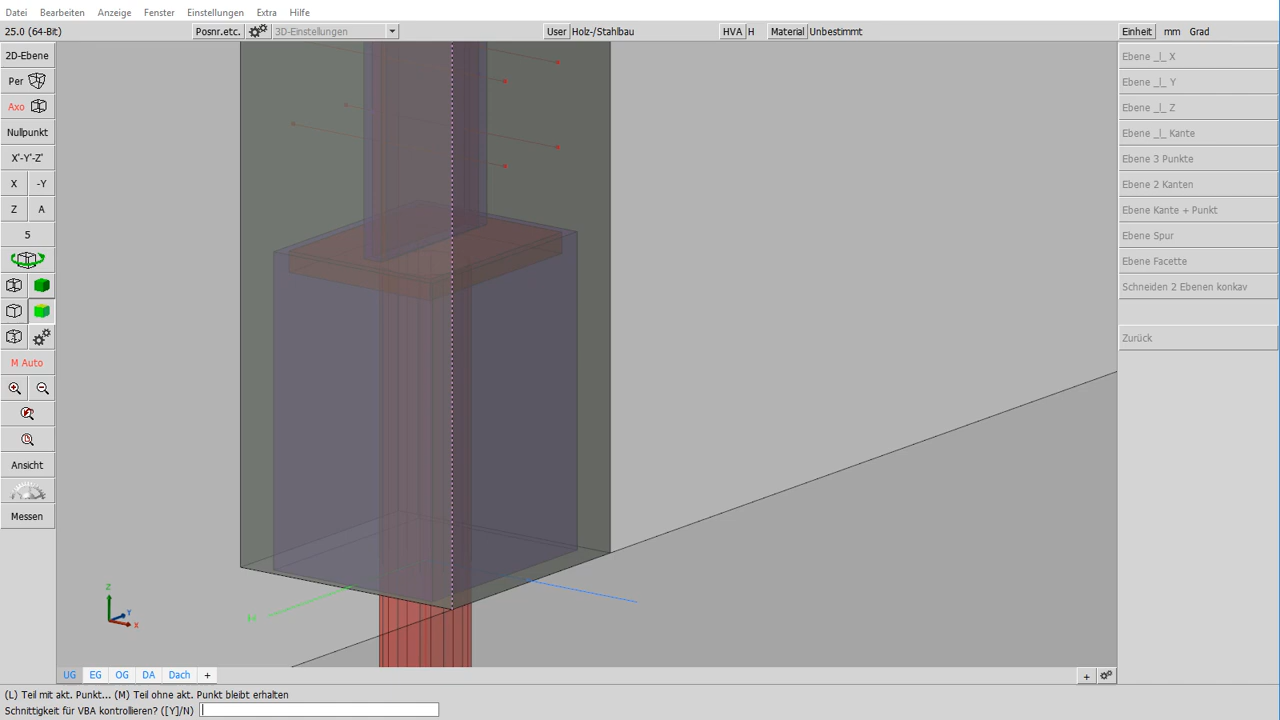 Datei Bearbeiten Anzeige Fenster Einstellungen Extra Hilfe
25.0 (64-Bit) Posnr.etc. 3D-Einstellungen User Holz-/Stahlbau HVA H Material Unbestimmt Einheit mm Grad
2D-Ebene
Per
Axo
Nullpunkt
X'-Y'-Z'
X -Y
Z A
5
M Auto
Ansicht
Messen
Ebene _|_ X
Ebene _|_ Y
Ebene _|_ Z
Ebene _|_ Kante
Ebene 3 Punkte
Ebene 2 Kanten
Ebene Kante + Punkt
Ebene Spur
Ebene Facette
Schneiden 2 Ebenen konkav
Zurück
Z
Y
X
UG EG OG DA Dach + +
(L) Teil mit akt. Punkt... (M) Teil ohne akt. Punkt bleibt erhalten
Schnittigkeit für VBA kontrollieren? ([Y]/N)